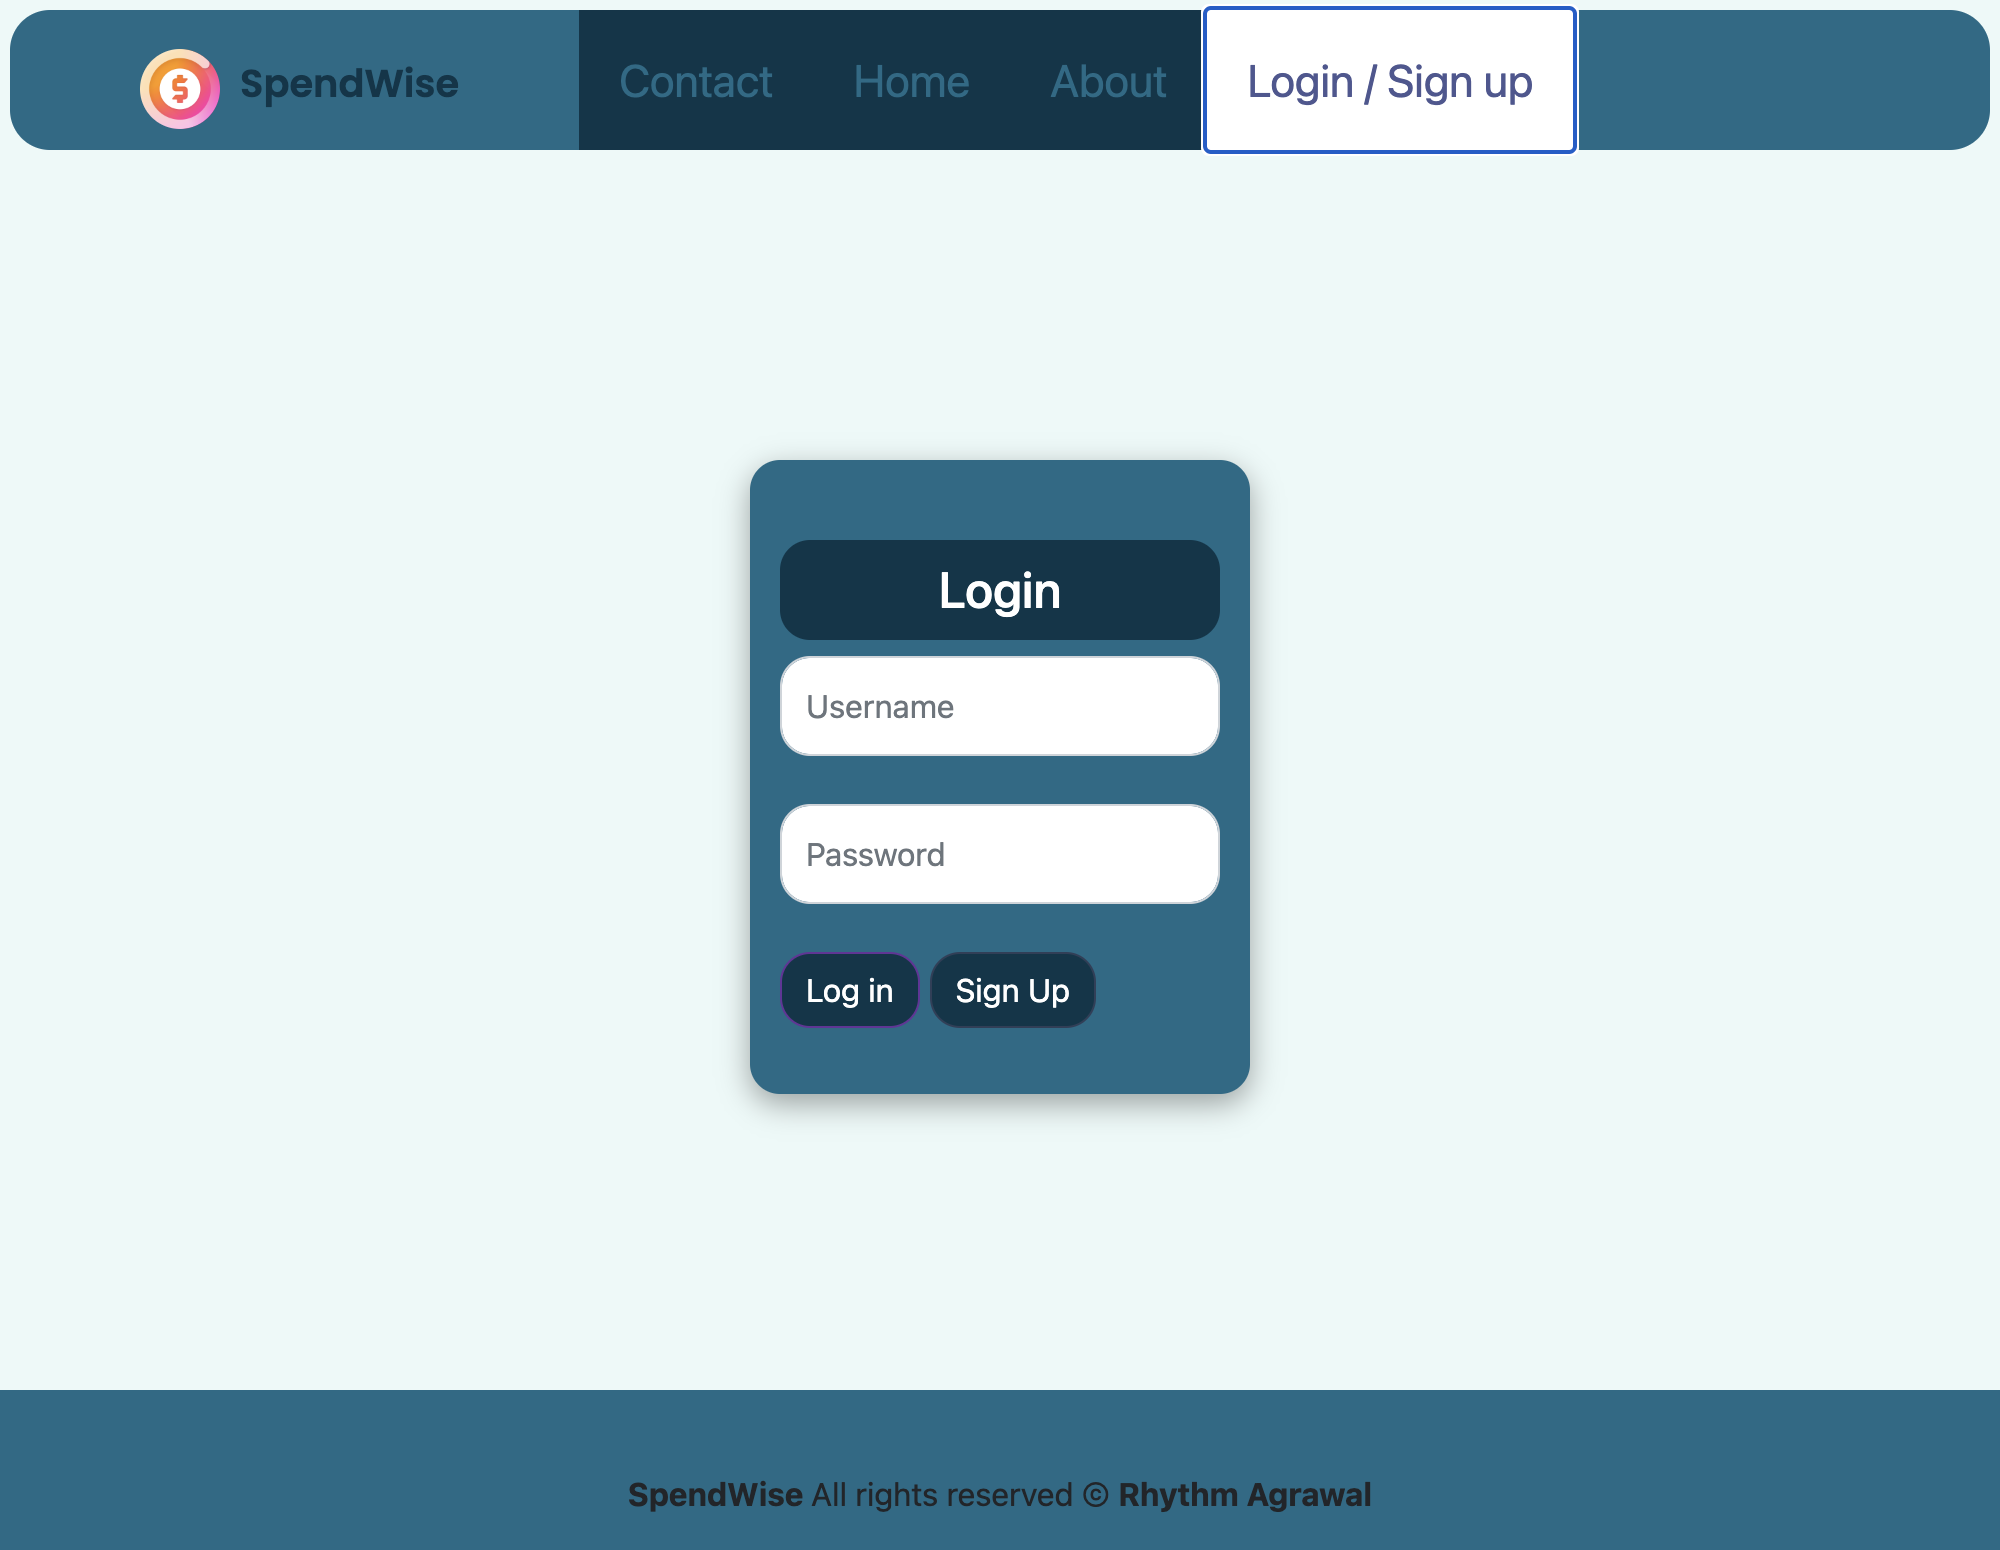 SpendWise
Contact Home About Login / Sign up
Login
Username
Password
Log in Sign Up
SpendWise All rights reserved © Rhythm Agrawal